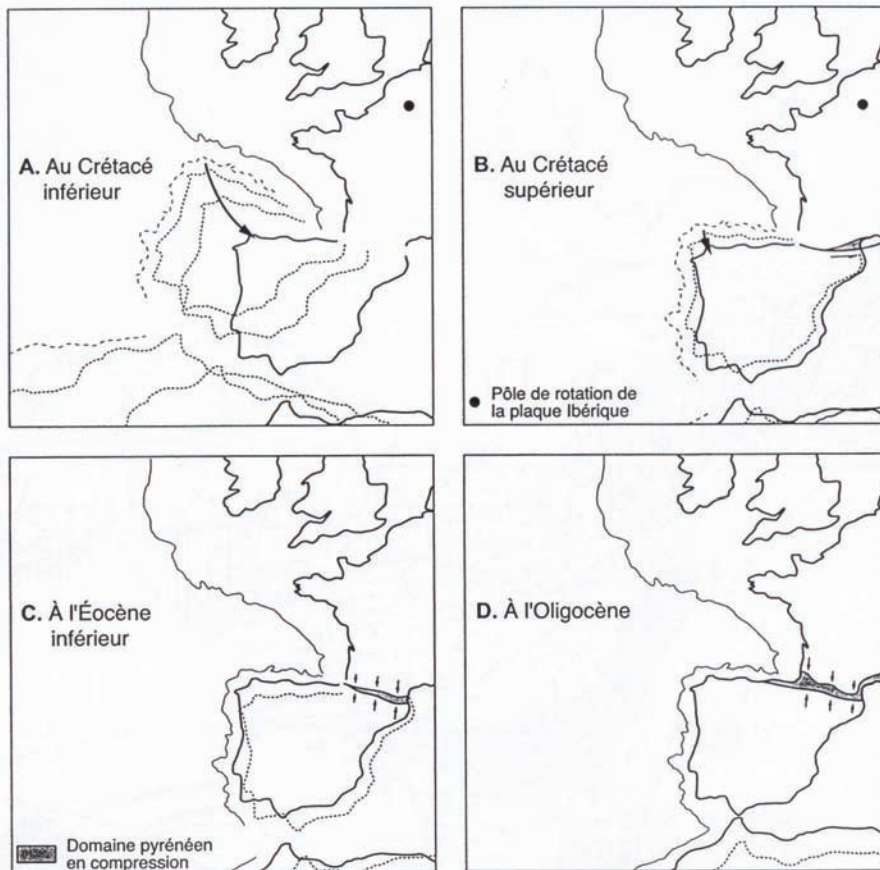 A. Au Crétacé
inférieur
B. Au Crétacé
supérieur
● Pôle de rotation de
la plaque Ibérique
C. À l'Éocène
inférieur
Domaine pyrénéen
en compression
D. À l'Oligocène